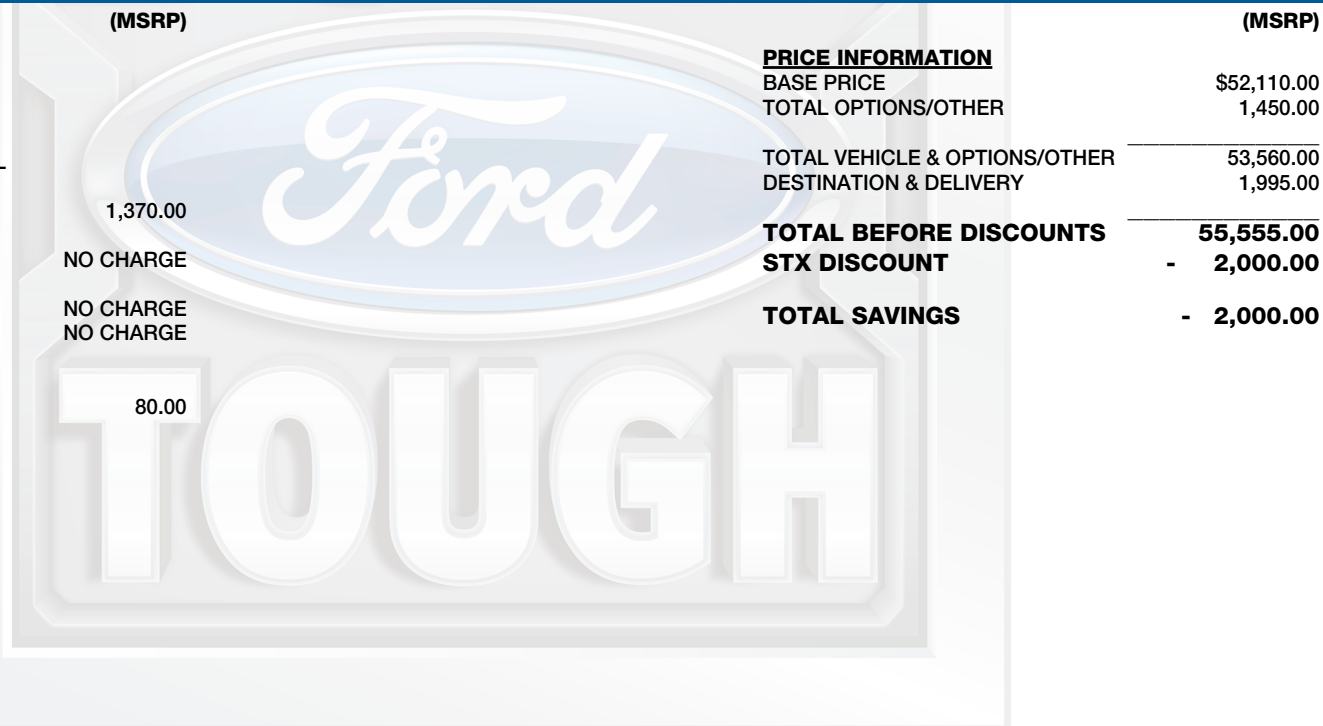 (MSRP)
1,370.00
NO CHARGE
NO CHARGE
NO CHARGE
80.00
(MSRP)
PRICE INFORMATION
BASE PRICE $52,110.00
TOTAL OPTIONS/OTHER 1,450.00
TOTAL VEHICLE & OPTIONS/OTHER 53,560.00
DESTINATION & DELIVERY 1,995.00
TOTAL BEFORE DISCOUNTS 55,555.00
STX DISCOUNT - 2,000.00
TOTAL SAVINGS - 2,000.00
Ford
TOUGH